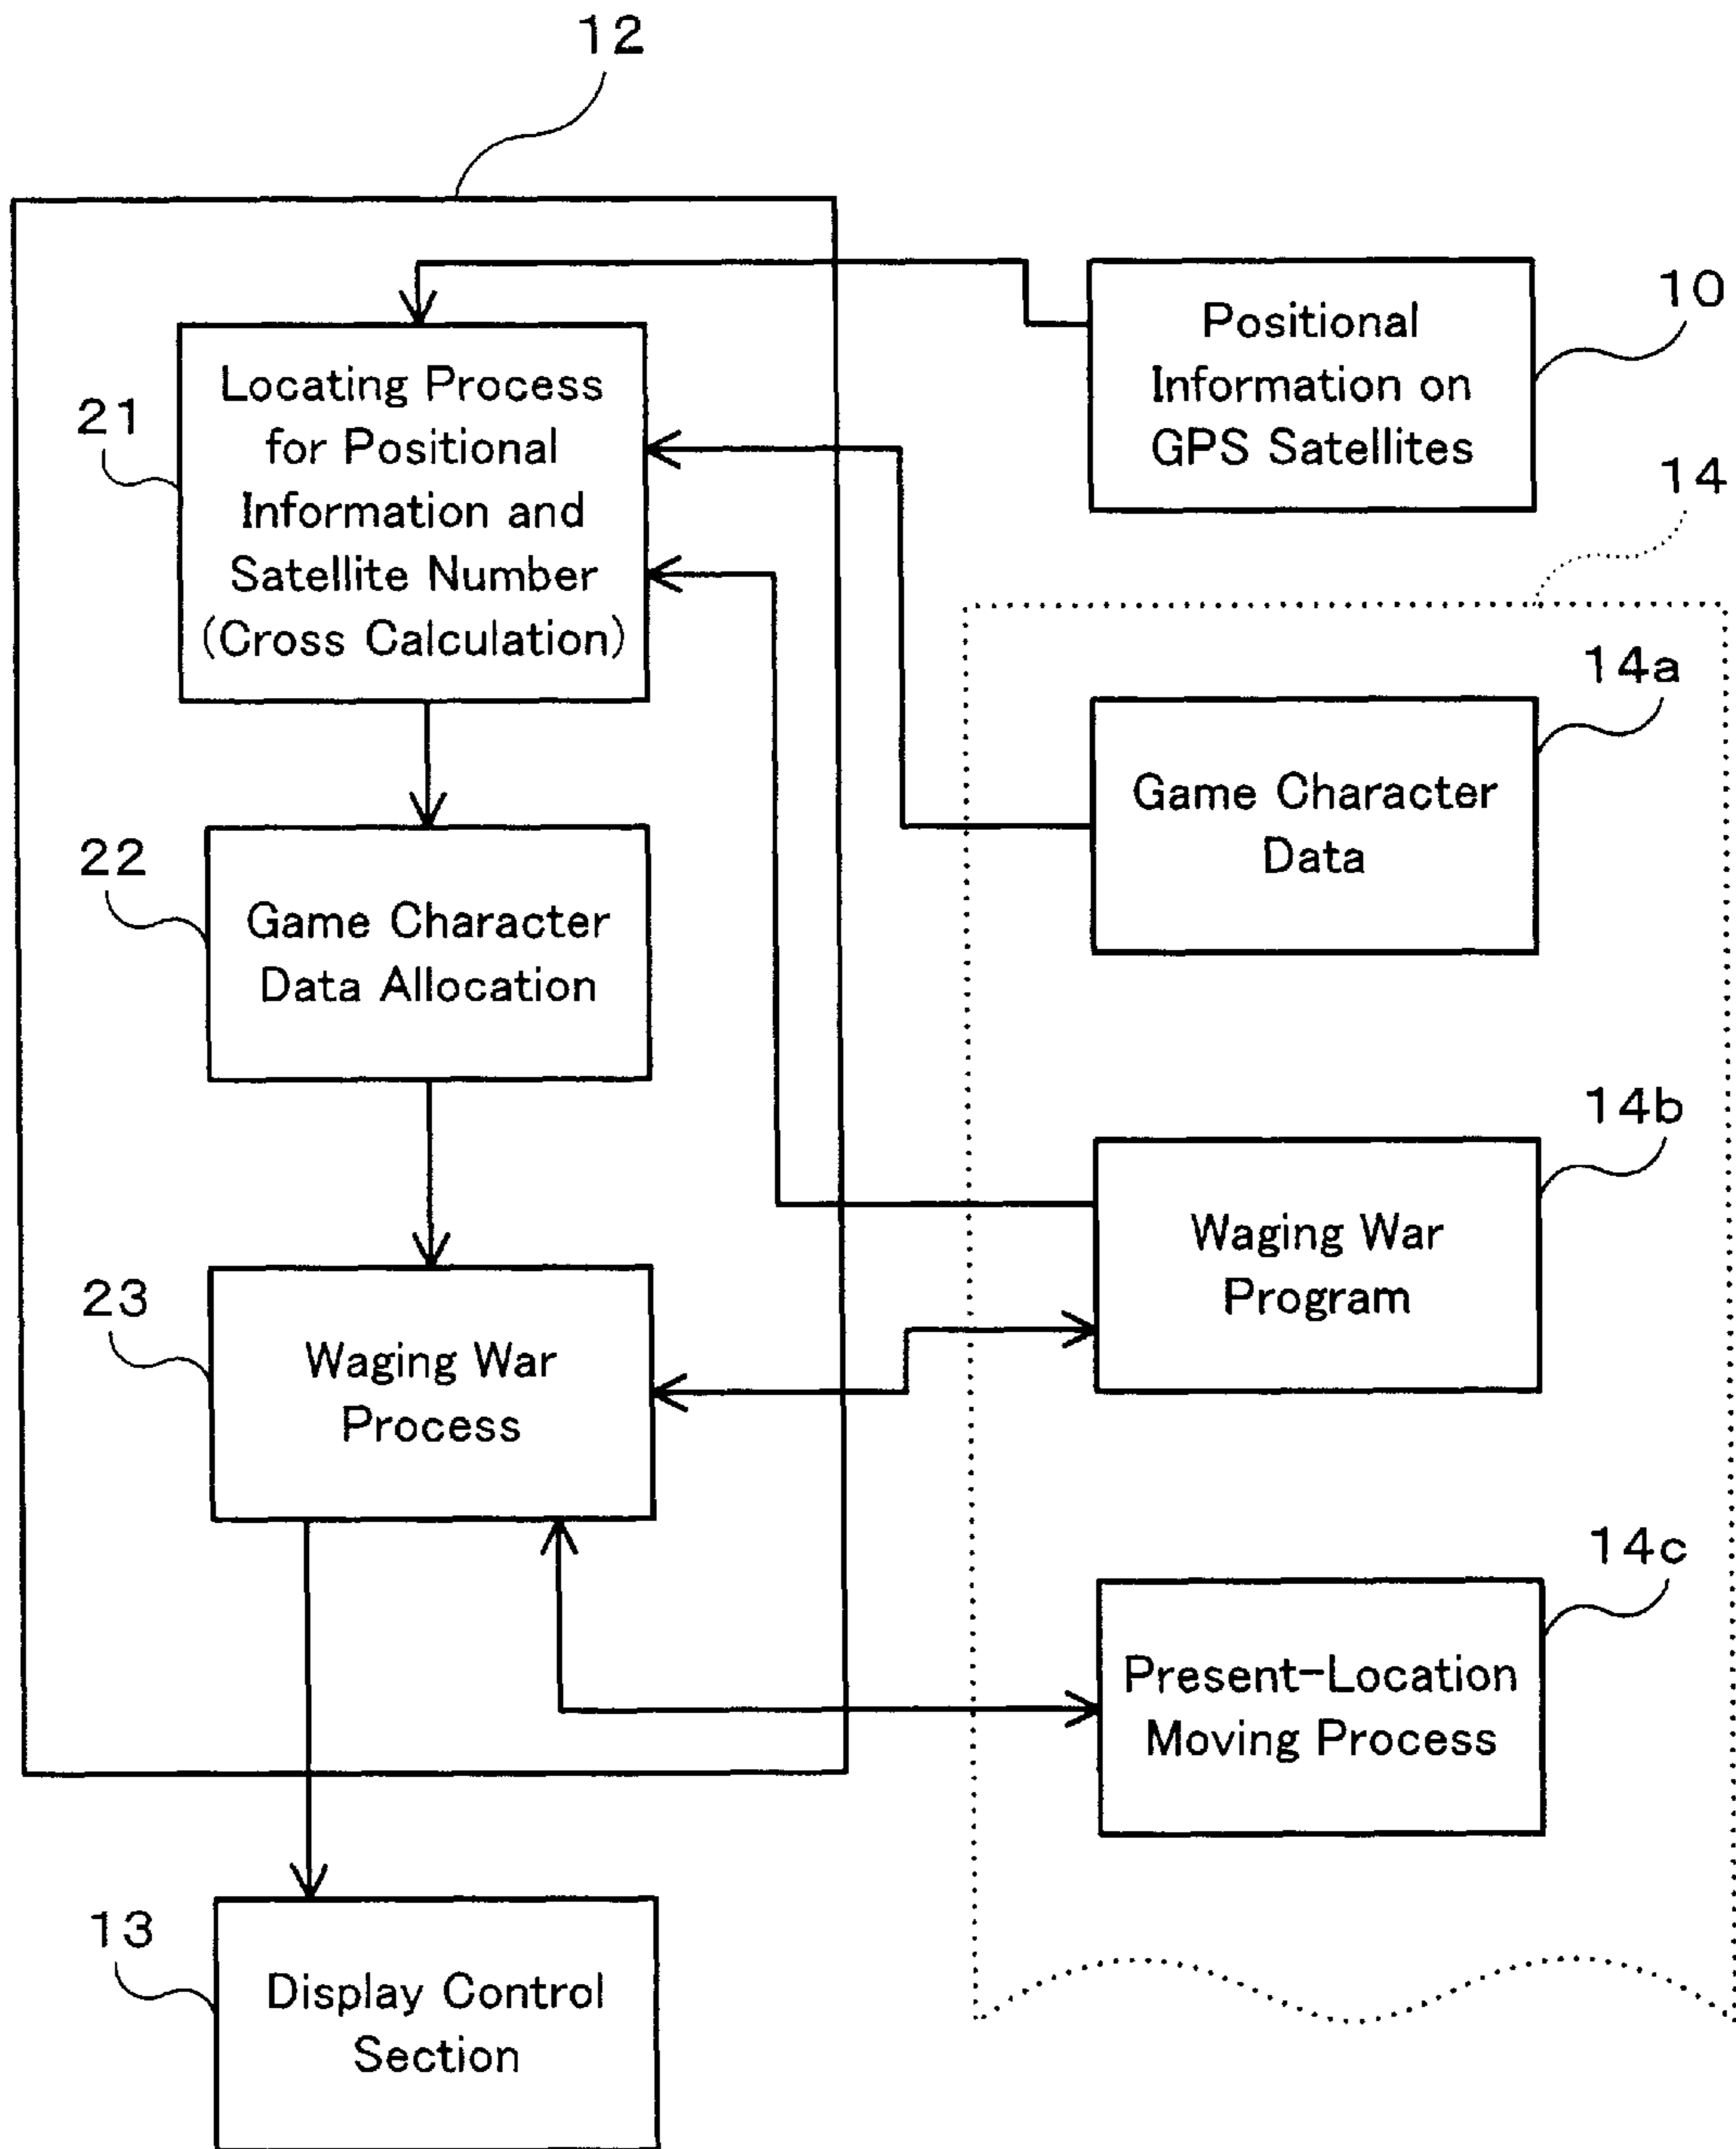 12
Positional
Information on
GPS Satellites
10
Locating Process
for Positional
Information and
Satellite Number
(Cross Calculation)
21
14
14a
Game Character
Data
22
Game Character
Data Allocation
14b
Waging War
Program
23
Waging War
Process
14c
Present-Location
Moving Process
13
Display Control
Section